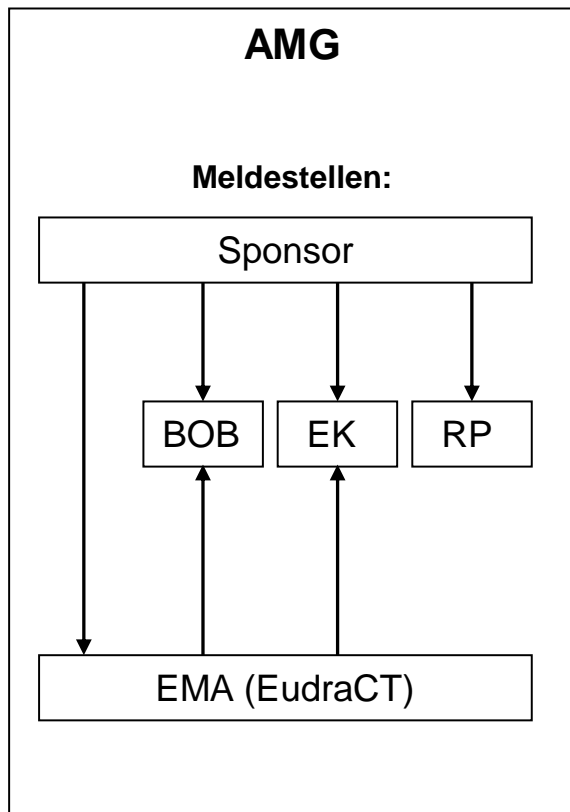 AMG
Meldestellen:
Sponsor
BOB EK RP
EMA (EudraCT)